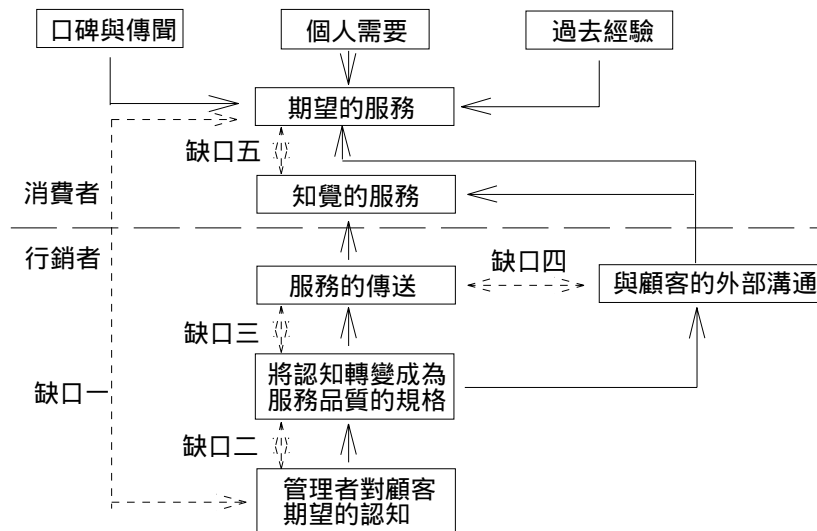 口碑與傳聞
個人需要
過去經驗
期望的服務
缺口五
消費者
知覺的服務
行銷者
缺口四
服務的傳送
與顧客的外部溝通
缺口三
將認知轉變成為
服務品質的規格
缺口一
缺口二
管理者對顧客
期望的認知